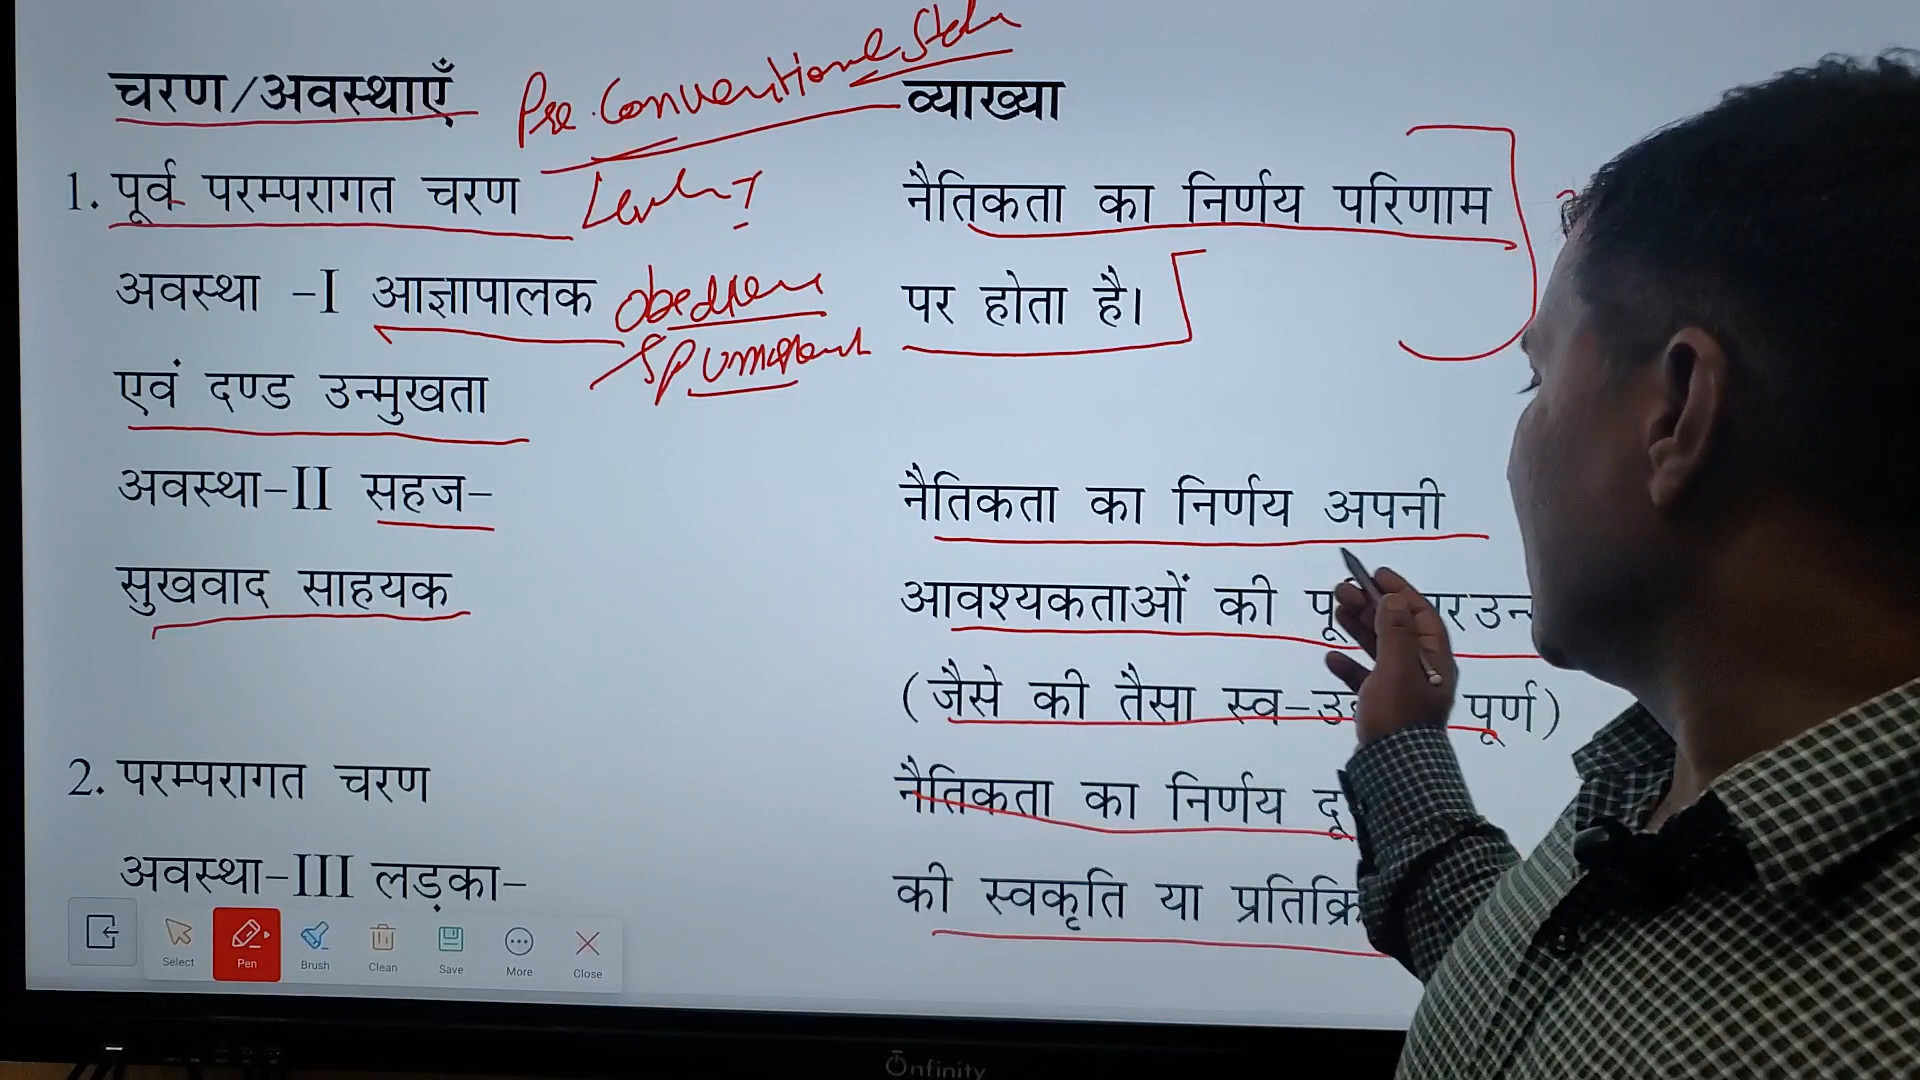 चरण/अवस्थाएँ Pre. Conventional व्याख्या
1. पूर्व परम्परागत चरण Level-I नैतिकता का निर्णय परिणाम
अवस्था -I आज्ञापालक पर होता है।
एवं दण्ड उन्मुखता
अवस्था-II सहज- नैतिकता का निर्णय अपनी
सुखवाद साहयक आवश्यकताओं की
(जैसे की तैसा पूर्ण)
2. परम्परागत चरण नैतिकता का निर्णय
अवस्था-III लड़का- की स्वकृति या
Select Pen Brush Clean Save More Close
Onfinity